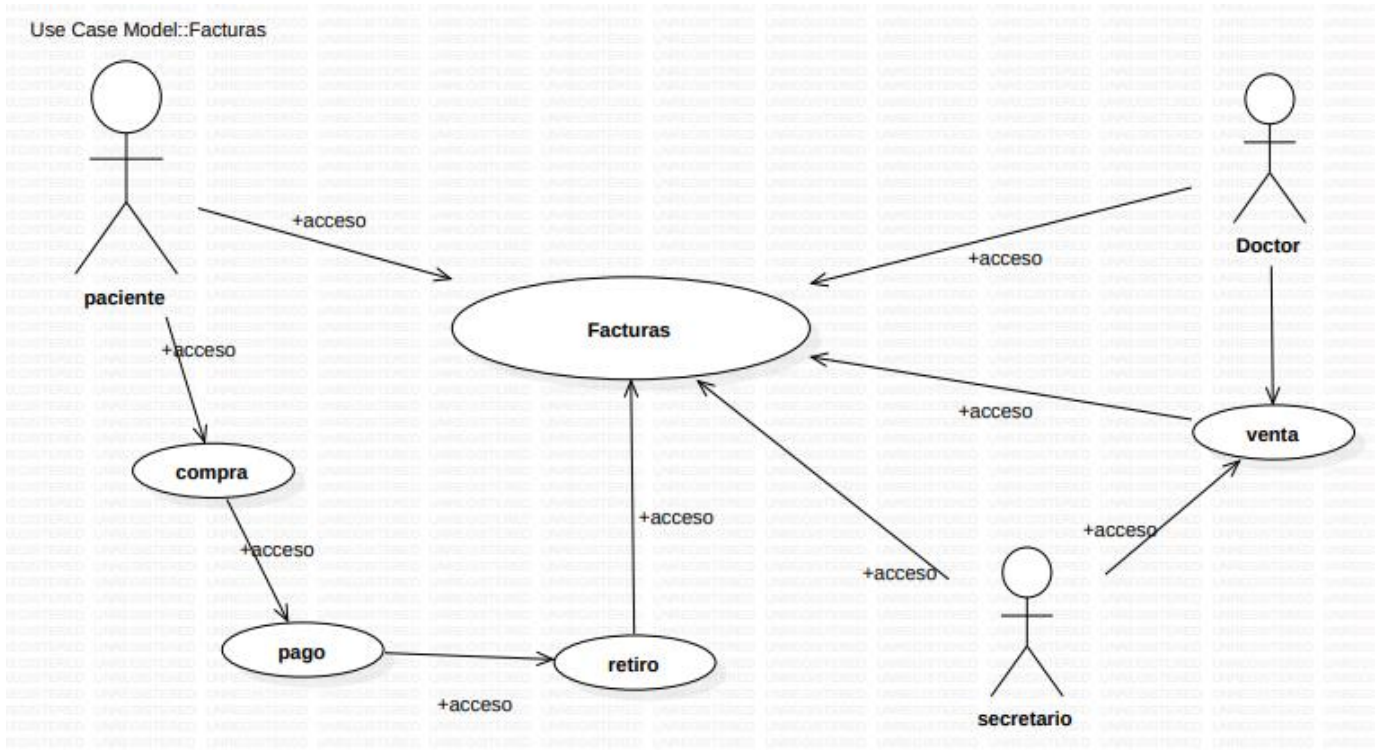 Use Case Model::Facturas
+acceso
Doctor
+acceso
paciente
Facturas
+acceso
+acceso
venta
compra
+acceso
+acceso
+acceso
+acceso
pago
retiro
+acceso
secretario
UNREGISTERED